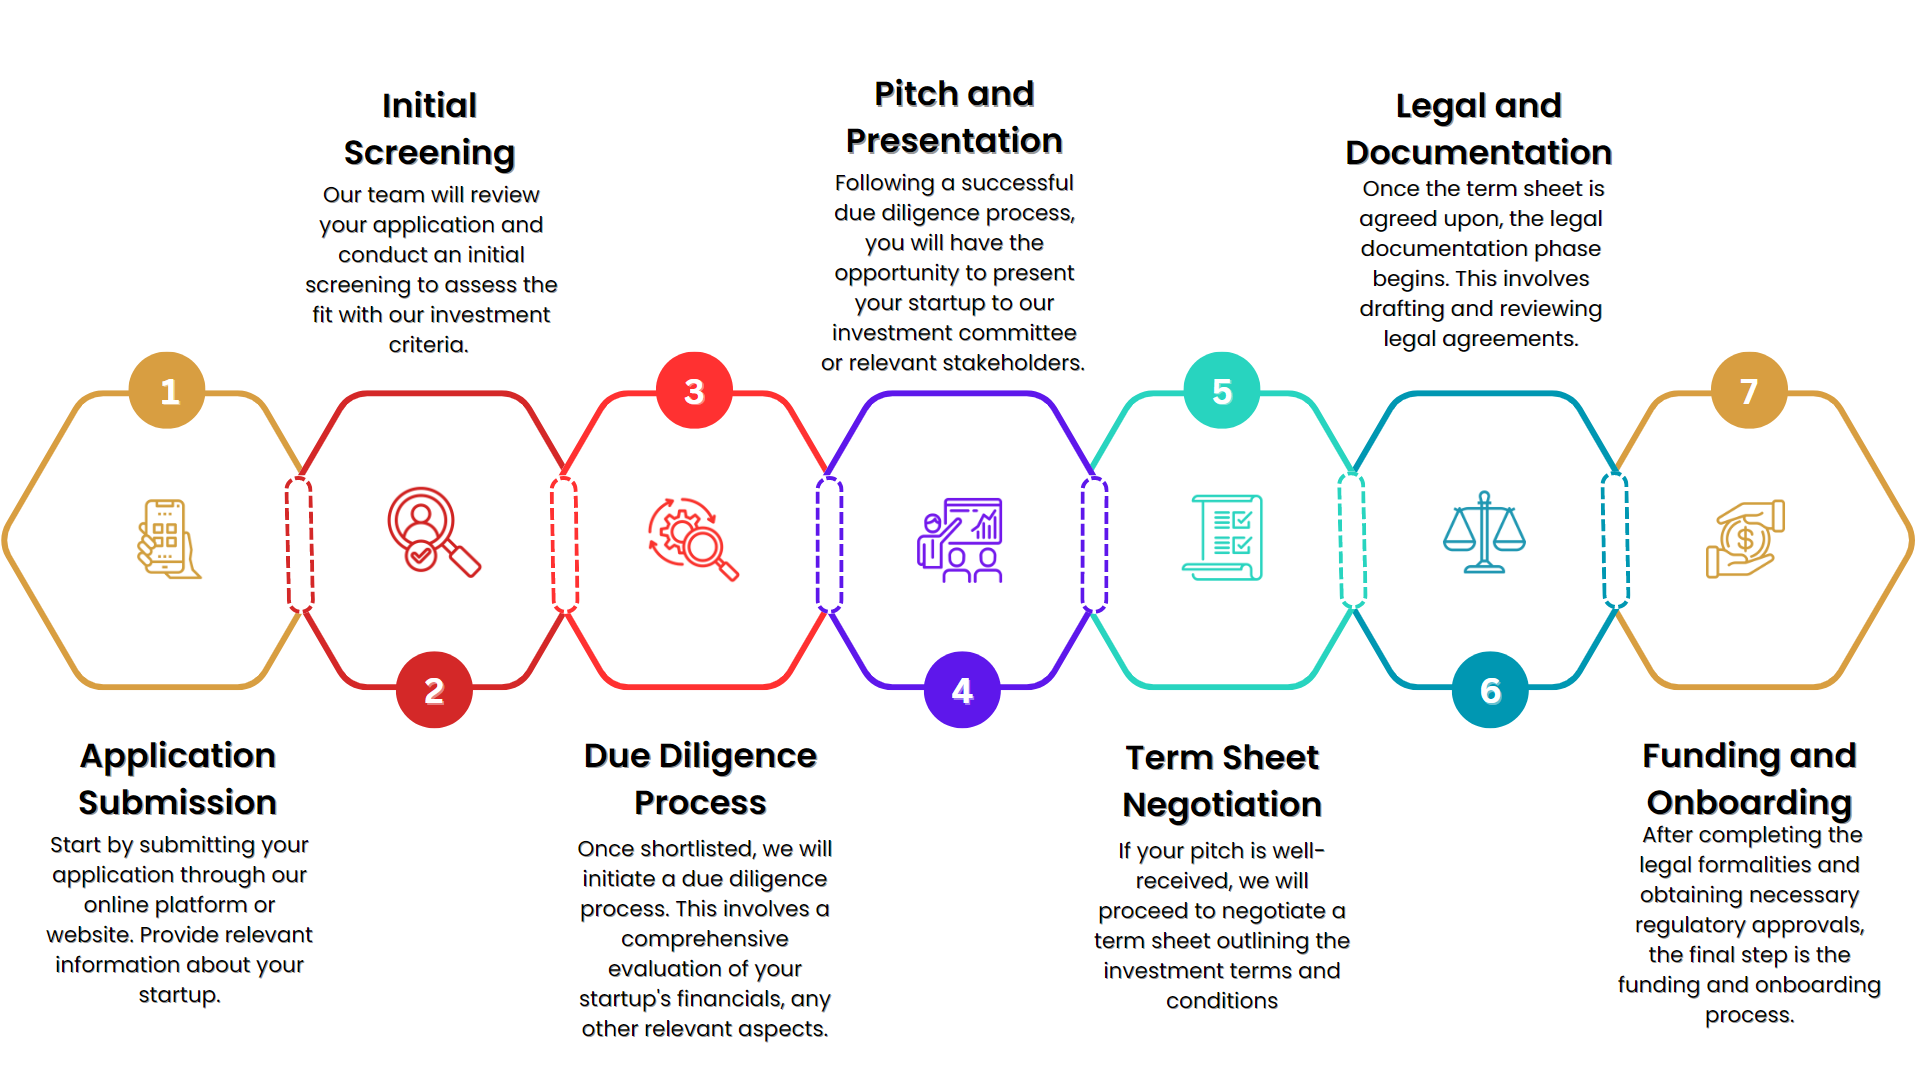 1
Application
Submission
Start by submitting your
application through our
online platform or
website. Provide relevant
information about your
startup.
Initial
Screening
Our team will review
your application and
conduct an initial
screening to assess the
fit with our investment
criteria.
2
3
Due Diligence
Process
Once shortlisted, we will
initiate a due diligence
process. This involves a
comprehensive
evaluation of your
startup's financials, any
other relevant aspects.
Pitch and
Presentation
Following a successful
due diligence process,
you will have the
opportunity to present
your startup to our
investment committee
or relevant stakeholders.
4
5
Term Sheet
Negotiation
If your pitch is well-
received, we will
proceed to negotiate a
term sheet outlining the
investment terms and
conditions
Legal and
Documentation
Once the term sheet is
agreed upon, the legal
documentation phase
begins. This involves
drafting and reviewing
legal agreements.
6
7
$
Funding and
Onboarding
After completing the
legal formalities and
obtaining necessary
regulatory approvals,
the final step is the
funding and onboarding
process.